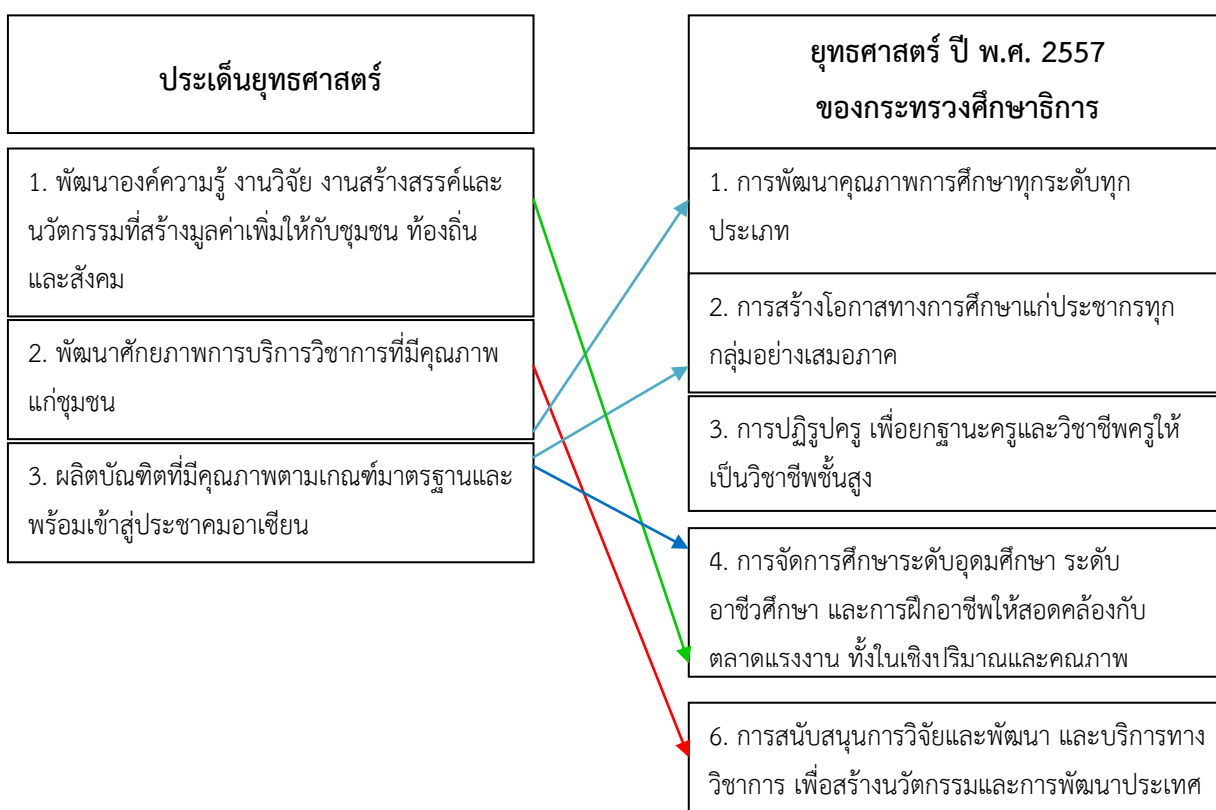 ประเด็นยุทธศาสตร์
1. พัฒนาองค์ความรู้ งานวิจัย งานสร้างสรรค์และ
นวัตกรรมที่สร้างมูลค่าเพิ่มให้กับชุมชน ท้องถิ่น
และสังคม
2. พัฒนาศักยภาพการบริการวิชาการที่มีคุณภาพ
แก่ชุมชน
3. ผลิตบัณฑิตที่มีคุณภาพตามเกณฑ์มาตรฐานและ
พร้อมเข้าสู่ประชาคมอาเซียน
ยุทธศาสตร์ ปี พ.ศ. 2557
ของกระทรวงศึกษาธิการ
1. การพัฒนาคุณภาพการศึกษาทุกระดับทุก
ประเภท
2. การสร้างโอกาสทางการศึกษาแก่ประชากรทุก
กลุ่มอย่างเสมอภาค
3. การปฏิรูปครู เพื่อยกฐานะครูและวิชาชีพครูให้
เป็นวิชาชีพชั้นสูง
4. การจัดการศึกษาระดับอุดมศึกษา ระดับ
อาชีวศึกษา และการฝึกอาชีพให้สอดคล้องกับ
ตลาดแรงงาน ทั้งในเชิงปริมาณและคุณภาพ
6. การสนับสนุนการวิจัยและพัฒนา และบริการทาง
วิชาการ เพื่อสร้างนวัตกรรมและการพัฒนาประเทศ